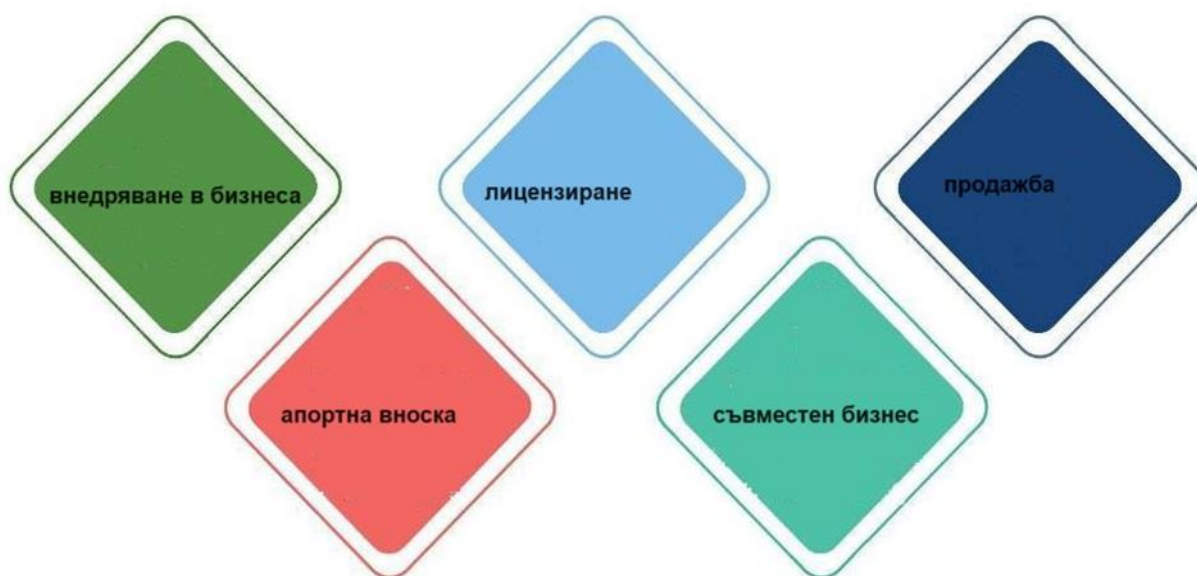 внедряване в бизнеса
лицензиране
продажба
апортна вноска
съвместен бизнес